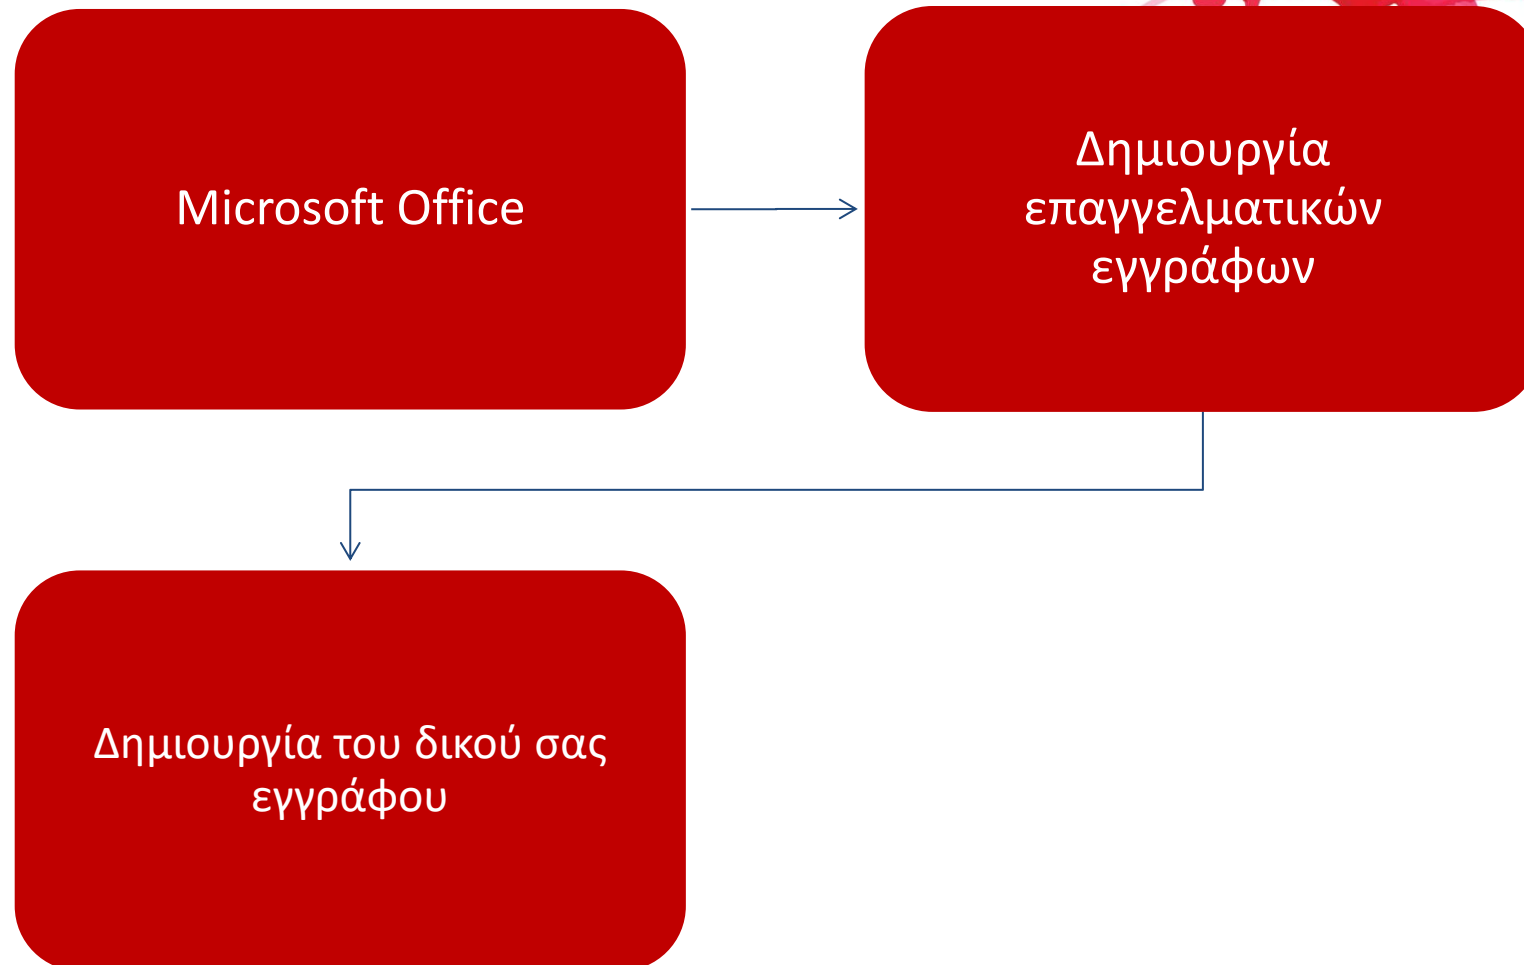 Microsoft Office
Δημιουργία
επαγγελματικών
εγγράφων
Δημιουργία του δικού σας
εγγράφου